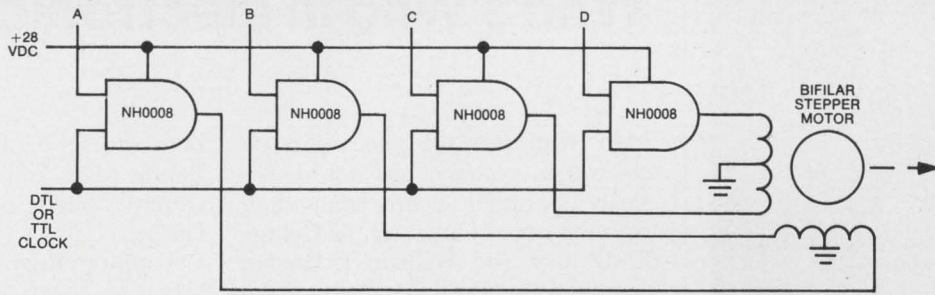 A
B
C
D
+28
VDC
NH0008
NH0008
NH0008
NH0008
BIFILAR
STEPPER
MOTOR
DTL
OR
TTL
CLOCK